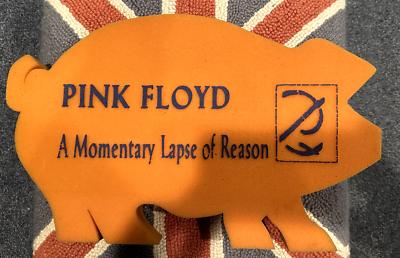 PINK FLOYD
A Momentary Lapse of Reason